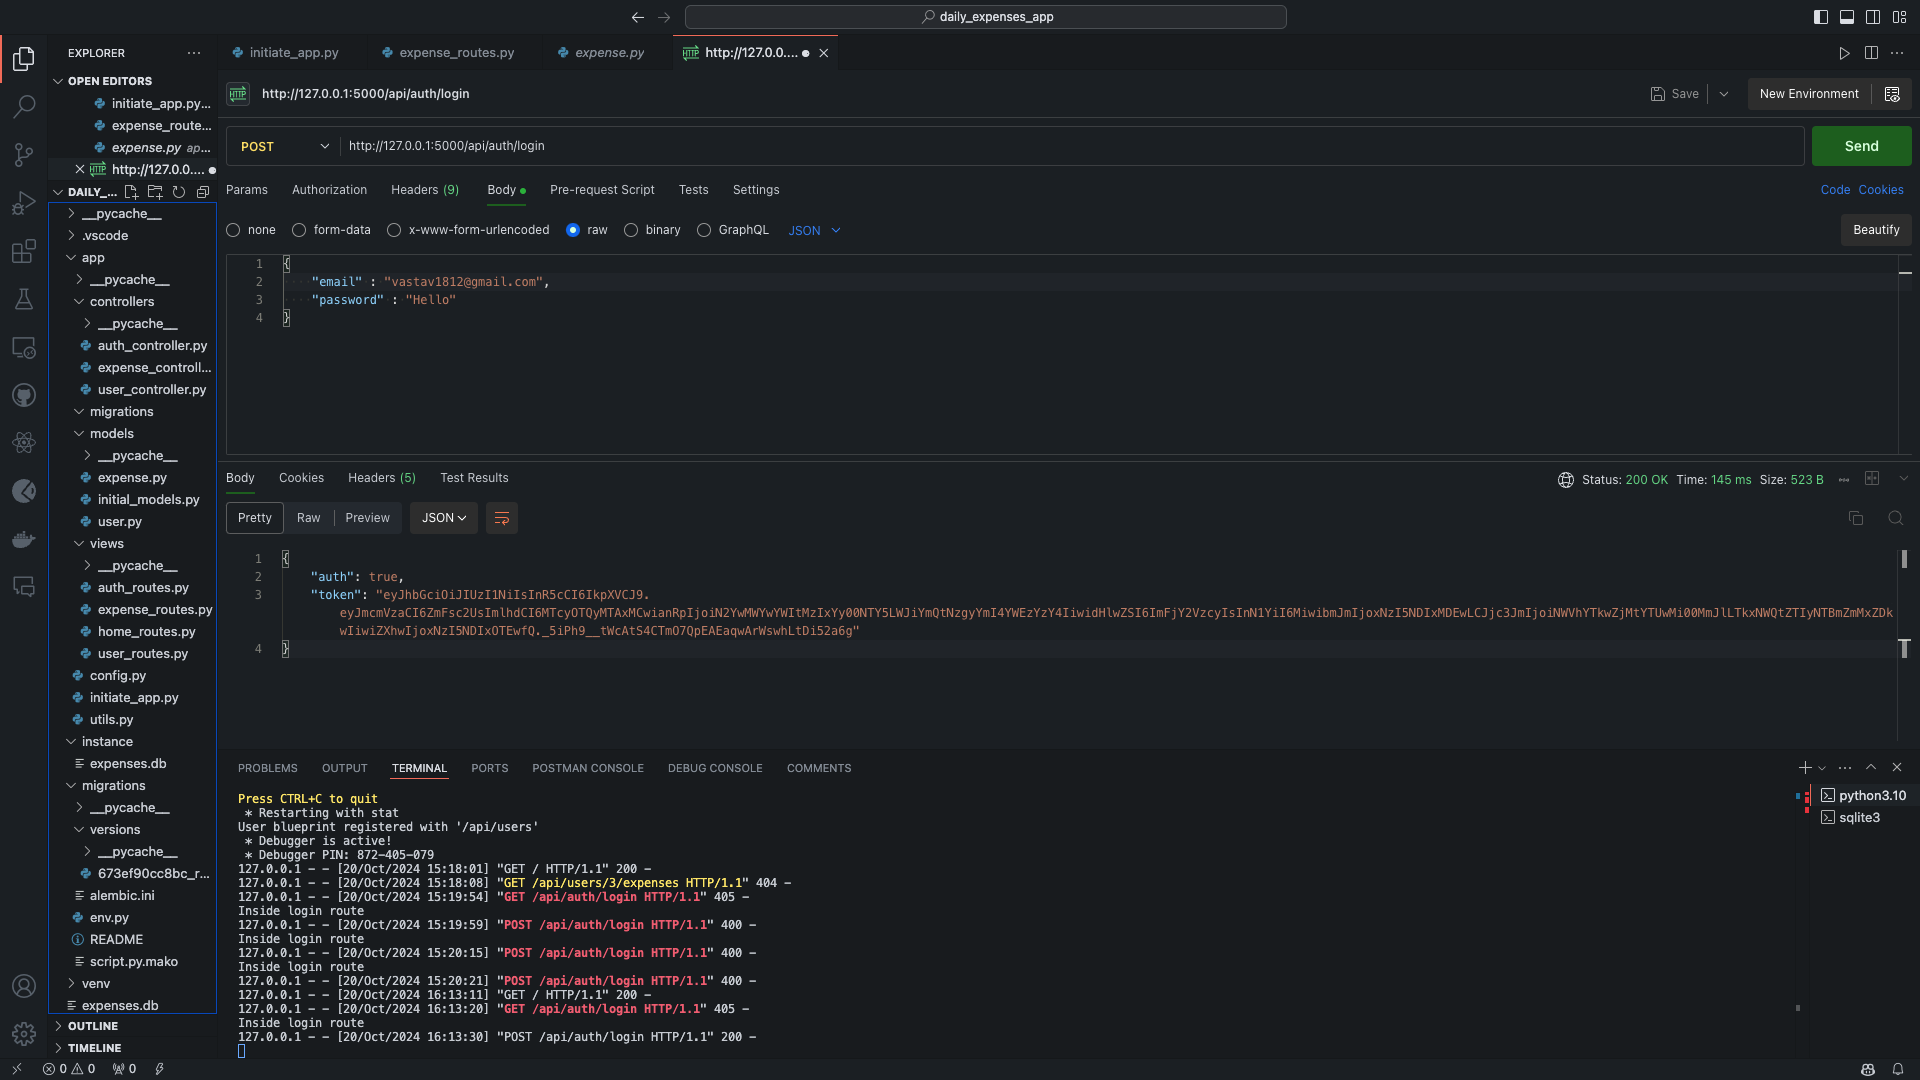 daily_expenses_app
EXPLORER
initiate_app.py
expense_routes.py
expense.py
HTTP http://127.0.0....
OPEN EDITORS
initiate_app.py...
expense_route...
expense.py ap...
HTTP http://127.0.0....
DAILY_...
__pycache__
.vscode
app
__pycache__
controllers
__pycache__
auth_controller.py
expense_controll...
user_controller.py
migrations
models
__pycache__
expense.py
initial_models.py
user.py
views
__pycache__
auth_routes.py
expense_routes.py
home_routes.py
user_routes.py
config.py
initiate_app.py
utils.py
instance
expenses.db
migrations
__pycache__
versions
__pycache__
673ef90cc8bc_r...
alembic.ini
env.py
README
script.py.mako
venv
expenses.db
OUTLINE
TIMELINE
HTTP http://127.0.0.1:5000/api/auth/login
Save
New Environment
POST http://127.0.0.1:5000/api/auth/login
Send
Params Authorization Headers (9) Body Pre-request Script Tests Settings
Code Cookies
none form-data x-www-form-urlencoded raw binary GraphQL JSON
Beautify
1 {
2 "email" : "vastav1812@gmail.com",
3 "password" : "Hello"
4 }
Body Cookies Headers (5) Test Results
Status: 200 OK Time: 145 ms Size: 523 B
Pretty Raw Preview JSON
1 {
2 "auth": true,
3 "token": "eyJhbGciOiJIUzI1NiIsInR5cCI6IkpXVCJ9.
4 }
PROBLEMS OUTPUT TERMINAL PORTS POSTMAN CONSOLE DEBUG CONSOLE COMMENTS
Press CTRL+C to quit
* Restarting with stat
User blueprint registered with '/api/users'
* Debugger is active!
* Debugger PIN: 872-405-079
127.0.0.1 - - [20/Oct/2024 15:18:01] "GET / HTTP/1.1" 200 -
127.0.0.1 - - [20/Oct/2024 15:18:08] "GET /api/users/3/expenses HTTP/1.1" 404 -
127.0.0.1 - - [20/Oct/2024 15:19:54] "GET /api/auth/login HTTP/1.1" 405 -
Inside login route
127.0.0.1 - - [20/Oct/2024 15:19:59] "POST /api/auth/login HTTP/1.1" 400 -
Inside login route
127.0.0.1 - - [20/Oct/2024 15:20:15] "POST /api/auth/login HTTP/1.1" 400 -
Inside login route
127.0.0.1 - - [20/Oct/2024 15:20:21] "POST /api/auth/login HTTP/1.1" 400 -
127.0.0.1 - - [20/Oct/2024 16:13:11] "GET / HTTP/1.1" 200 -
127.0.0.1 - - [20/Oct/2024 16:13:20] "GET /api/auth/login HTTP/1.1" 405 -
Inside login route
127.0.0.1 - - [20/Oct/2024 16:13:30] "POST /api/auth/login HTTP/1.1" 200 -
python3.10
sqlite3
0 0 0